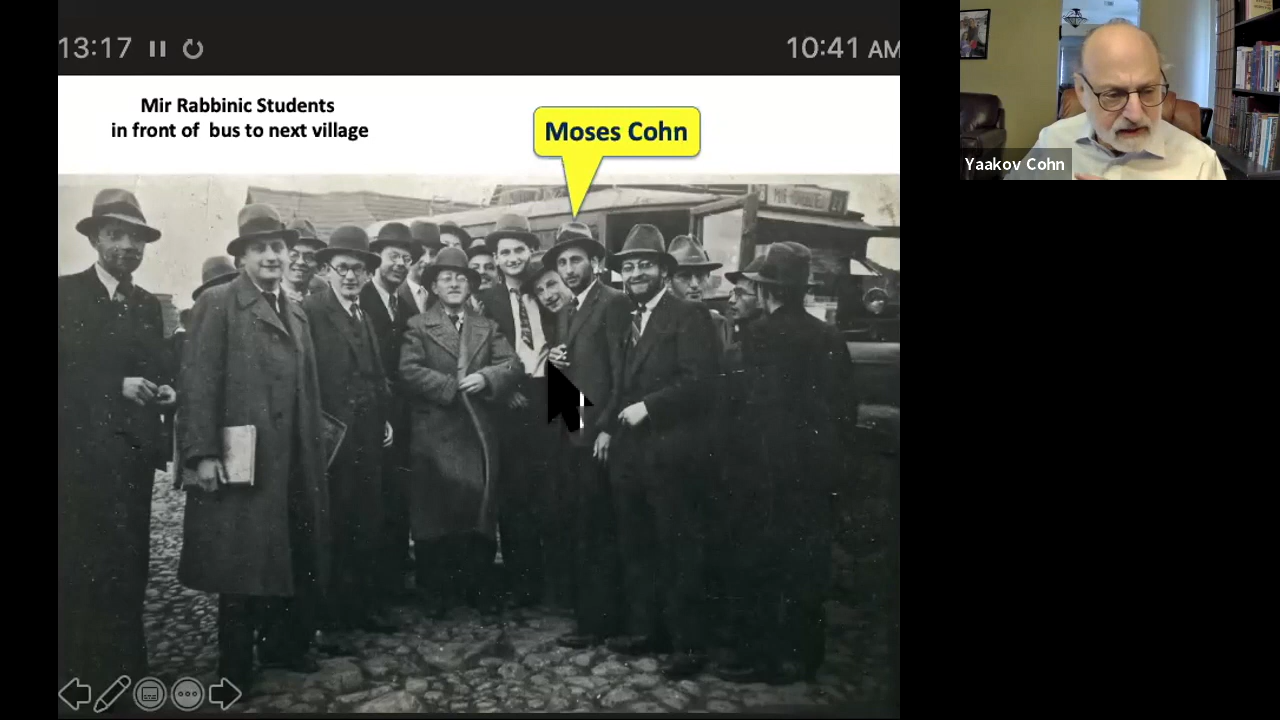 13:17
10:41 AM
Mir Rabbinic Students
in front of bus to next village
Moses Cohn
Yaakov Cohn